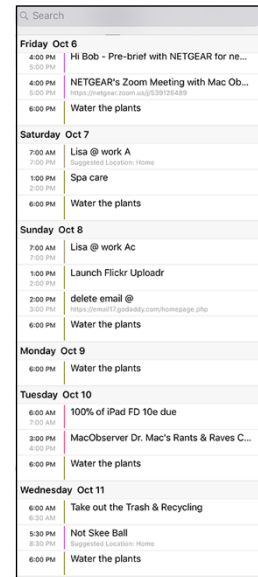 Search
Friday Oct 6
4:00 PM Hi Bob - Pre-brief with NETGEAR for ne...
5:00 PM
4:00 PM NETGEAR's Zoom Meeting with Mac Ob...
5:00 PM https://netgear.zoom.us/j/539126489
6:00 PM Water the plants
Saturday Oct 7
7:00 AM Lisa @ work A
7:00 PM Suggested Location: Home
1:00 PM Spa care
2:00 PM
6:00 PM Water the plants
Sunday Oct 8
7:00 AM Lisa @ work Ac
7:00 PM
1:00 PM Launch Flickr Uploadr
2:00 PM
2:00 PM delete email @
3:00 PM https://email17.godaddy.com/homepage.php
6:00 PM Water the plants
Monday Oct 9
6:00 PM Water the plants
Tuesday Oct 10
6:00 AM 100% of iPad FD 10e due
7:00 AM
3:00 PM MacObserver Dr. Mac's Rants & Raves C...
4:00 PM
6:00 PM Water the plants
Wednesday Oct 11
6:00 AM Take out the Trash & Recycling
6:30 AM
5:30 PM Not Skee Ball
8:30 PM Suggested Location: Home
6:00 PM Water the plants